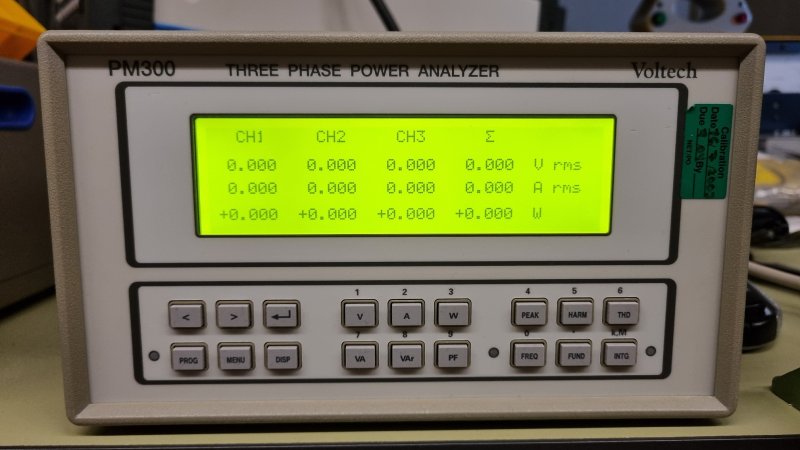 PM300 THREE PHASE POWER ANALYZER Voltech
CH1 CH2 CH3 Σ
0.000 0.000 0.000 0.000 V rms
0.000 0.000 0.000 0.000 A rms
+0.000 +0.000 +0.000 +0.000 W
Calibration
Date
Due By
1 2 3 4 5 6
< > ↵ V A W PEAK HARM THD
7 8 9 0 . k,M
PROG MENU DISP VA VAr PF FREQ FUND INTG